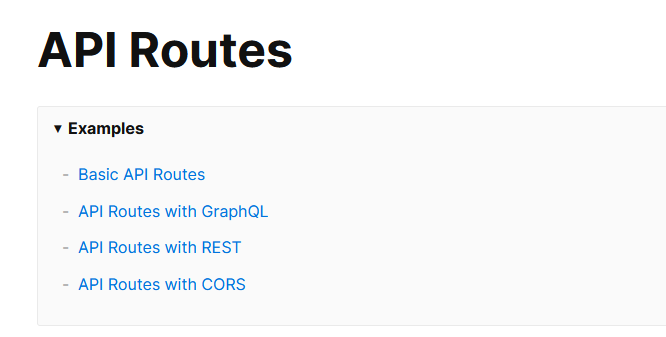 API Routes
▾ Examples
- Basic API Routes
- API Routes with GraphQL
- API Routes with REST
- API Routes with CORS